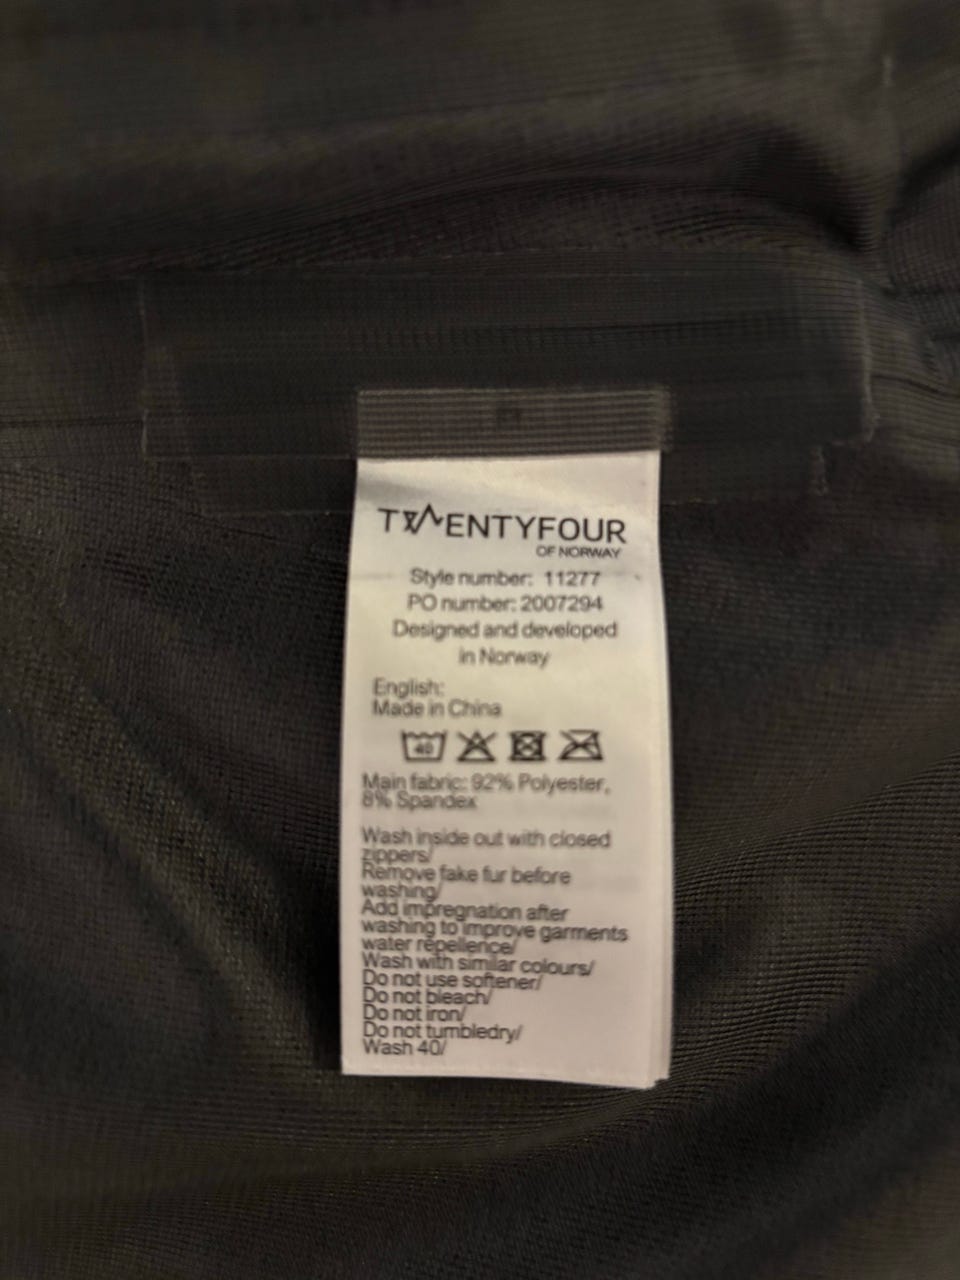 TWENTYFOUR
OF NORWAY
Style number: 11277
PO number: 2007294
Designed and developed
in Norway
English:
Made in China
40
Main fabric: 92% Polyester,
8% Spandex
Wash inside out with closed
zippers/
Remove fake fur before
washing/
Add impregnation after
washing to improve garments
water repellence/
Wash with similar colours/
Do not use softener/
Do not bleach/
Do not iron/
Do not tumbledry/
Wash 40/